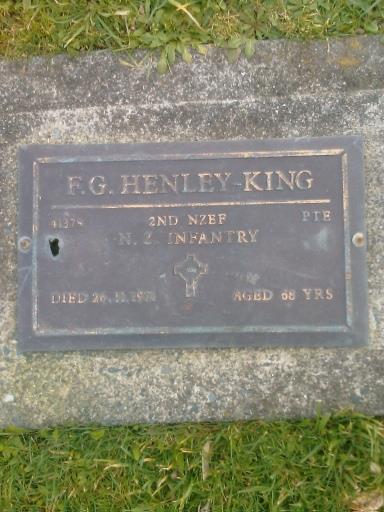 F.G. HENLEY-KING
2ND NZEF PTE
N. Z. INFANTRY
DIED AGED 68 YRS